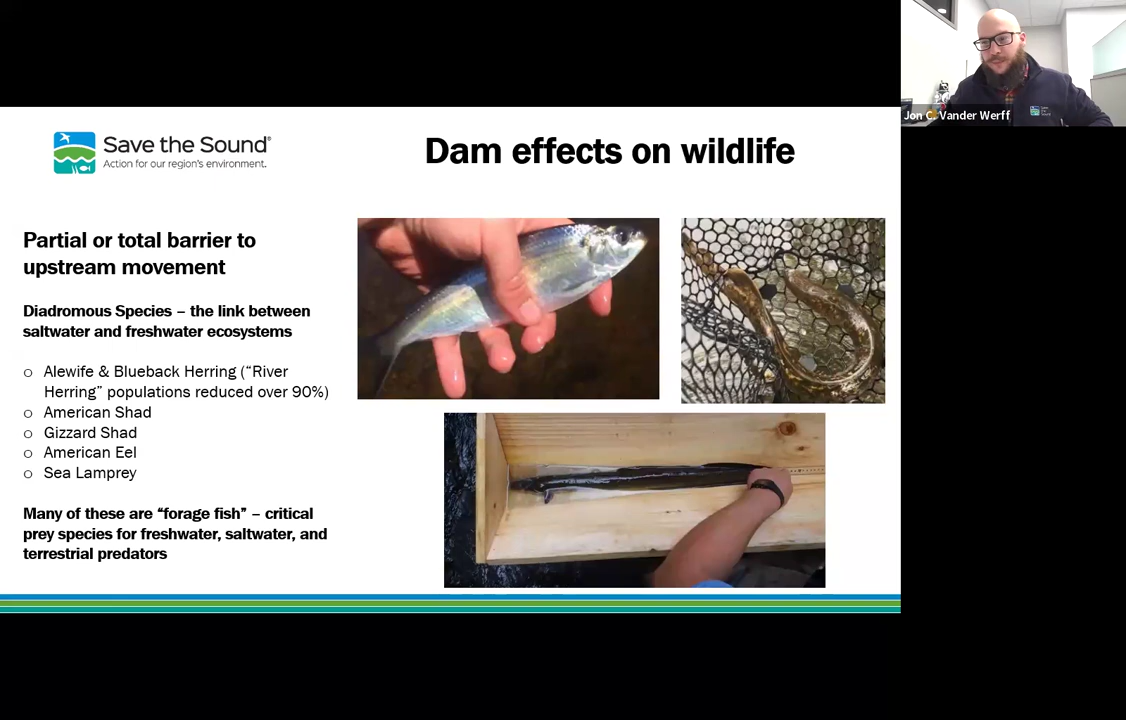 Jon C. Vander Werff
Save the Sound®
Action for our region's environment.
Dam effects on wildlife
Partial or total barrier to
upstream movement
Diadromous Species – the link between
saltwater and freshwater ecosystems
o Alewife & Blueback Herring (“River
Herring” populations reduced over 90%)
o American Shad
o Gizzard Shad
o American Eel
o Sea Lamprey
Many of these are “forage fish” – critical
prey species for freshwater, saltwater, and
terrestrial predators